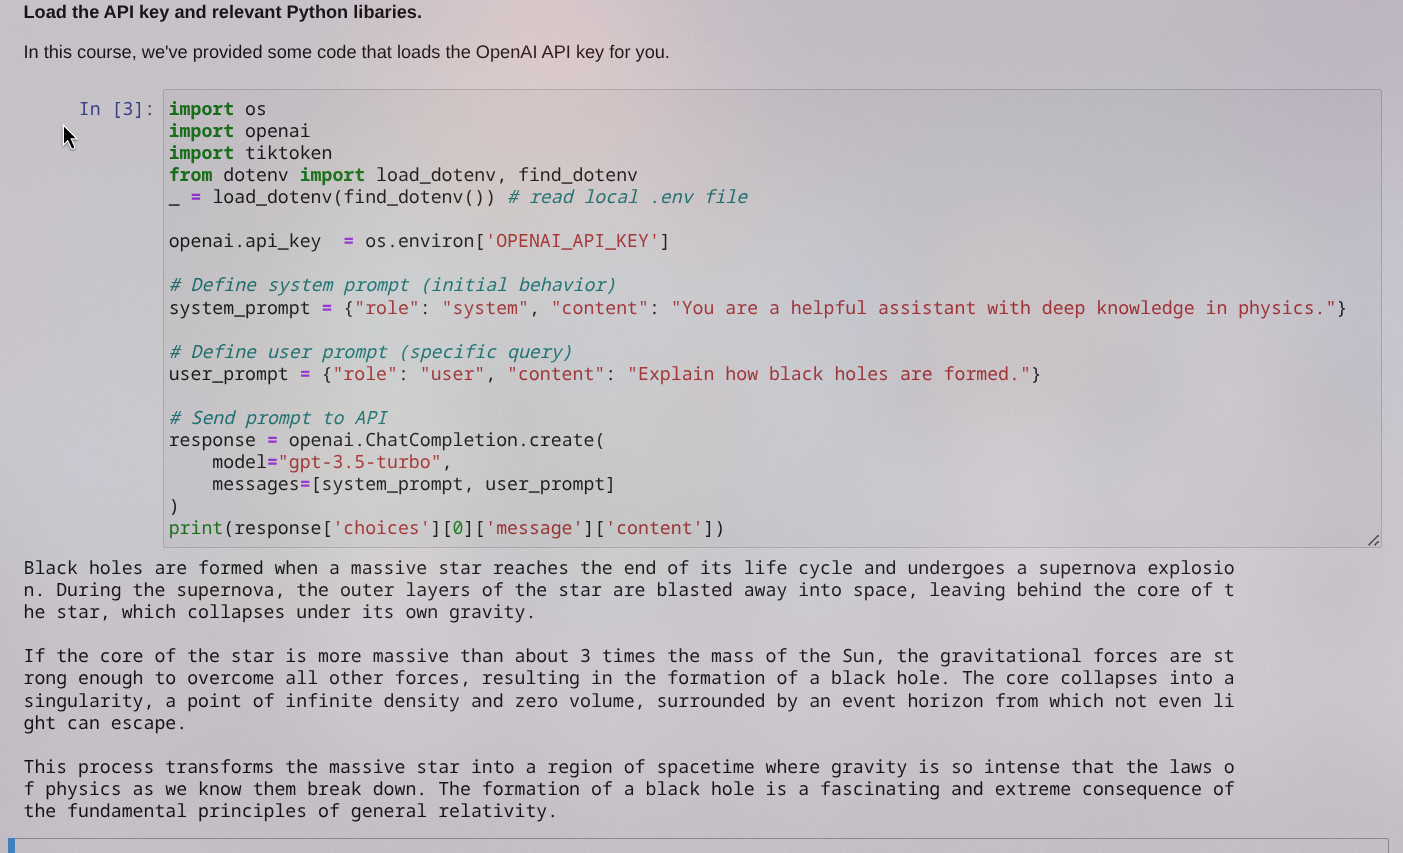 Load the API key and relevant Python libaries.
In this course, we've provided some code that loads the OpenAI API key for you.
In [3]:
import os
import openai
import tiktoken
from dotenv import load_dotenv, find_dotenv
_ = load_dotenv(find_dotenv()) # read local .env file
openai.api_key  = os.environ['OPENAI_API_KEY']
# Define system prompt (initial behavior)
system_prompt = {"role": "system", "content": "You are a helpful assistant with deep knowledge in physics."}
# Define user prompt (specific query)
user_prompt = {"role": "user", "content": "Explain how black holes are formed."}
# Send prompt to API
response = openai.ChatCompletion.create(
    model="gpt-3.5-turbo",
    messages=[system_prompt, user_prompt]
)
print(response['choices'][0]['message']['content'])
Black holes are formed when a massive star reaches the end of its life cycle and undergoes a supernova explosio
n. During the supernova, the outer layers of the star are blasted away into space, leaving behind the core of t
he star, which collapses under its own gravity.
If the core of the star is more massive than about 3 times the mass of the Sun, the gravitational forces are st
rong enough to overcome all other forces, resulting in the formation of a black hole. The core collapses into a
singularity, a point of infinite density and zero volume, surrounded by an event horizon from which not even li
ght can escape.
This process transforms the massive star into a region of spacetime where gravity is so intense that the laws o
f physics as we know them break down. The formation of a black hole is a fascinating and extreme consequence of
the fundamental principles of general relativity.